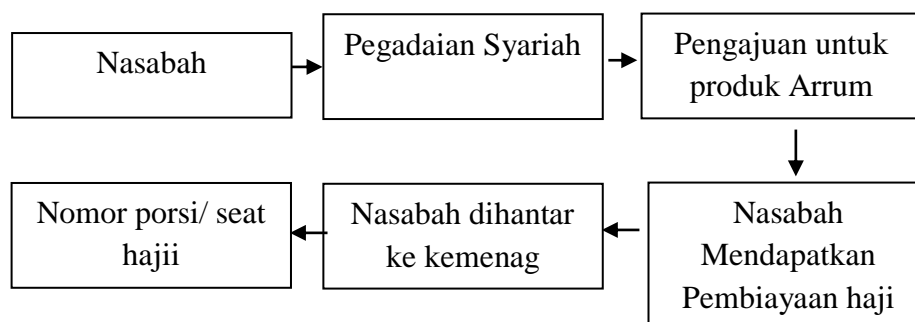 Nasabah
Pegadaian Syariah
Pengajuan untuk
produk Arrum
Nasabah
Mendapatkan
Pembiayaan haji
Nasabah dihantar
ke kemenag
Nomor porsi/ seat
hajii